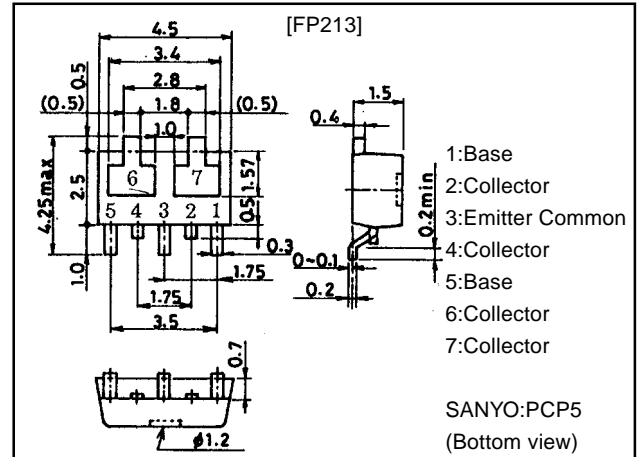 [FP213]
4.5
3.4
2.8
(0.5) 1.8 (0.5)
1.0
0.5
4.25max
2.5
1.0
6 7
5 4 3 2 1
1.57
0.5
0.3
1.75
1.75
3.5
1.5
0.4
0.2min
0~0.1
0.2
0.7
ø1.2
1:Base
2:Collector
3:Emitter Common
4:Collector
5:Base
6:Collector
7:Collector
SANYO:PCP5
(Bottom view)